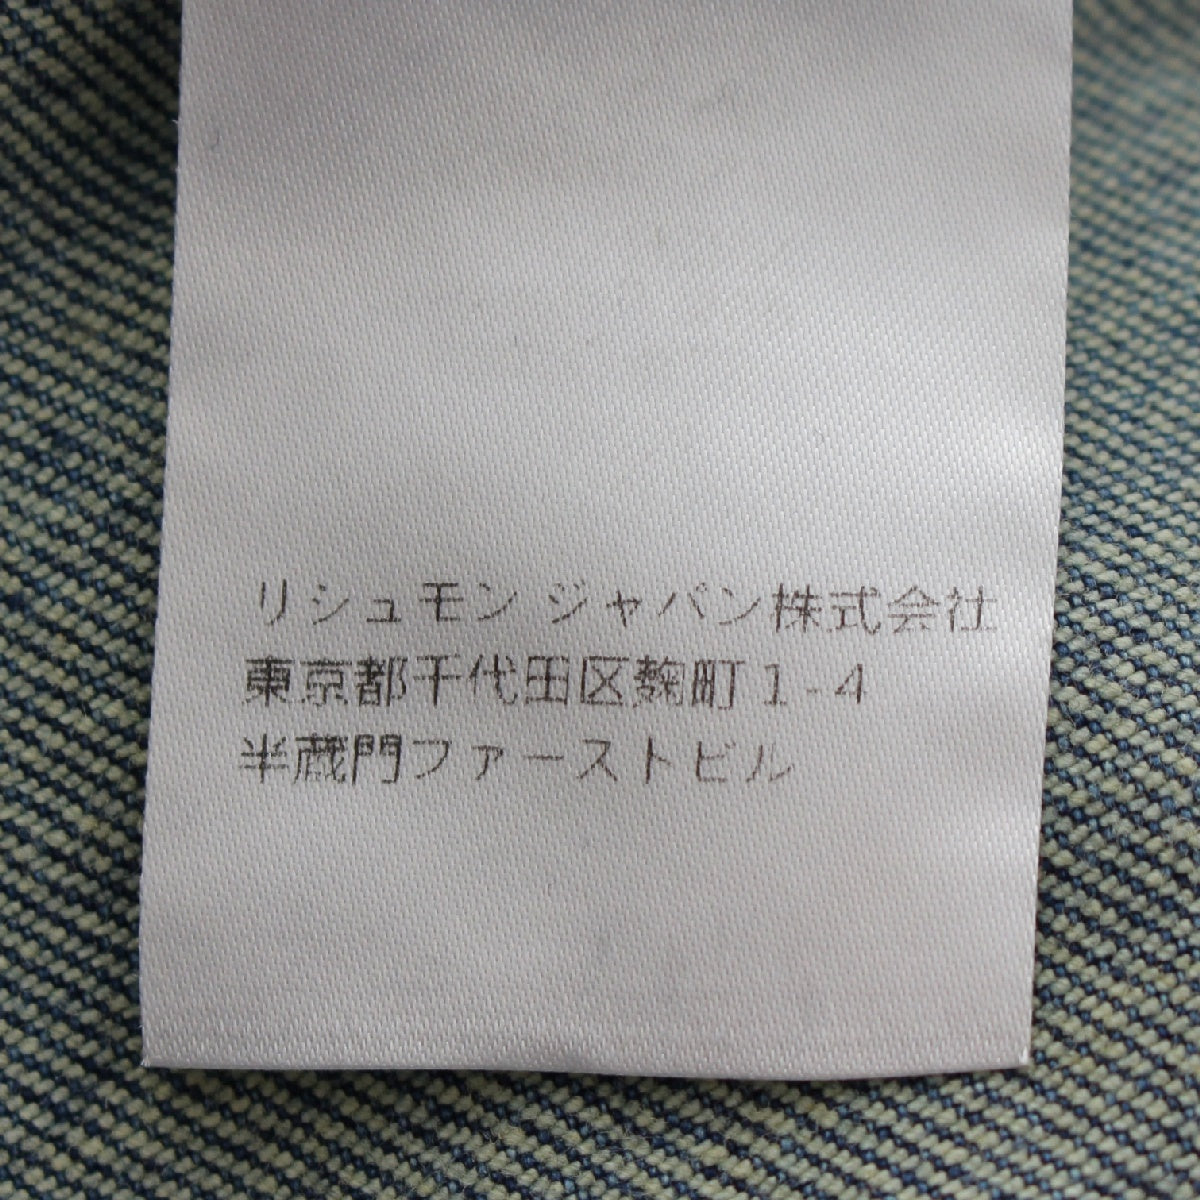 リシュモン ジャパン株式会社
東京都千代田区麹町1-4
半蔵門ファーストビル